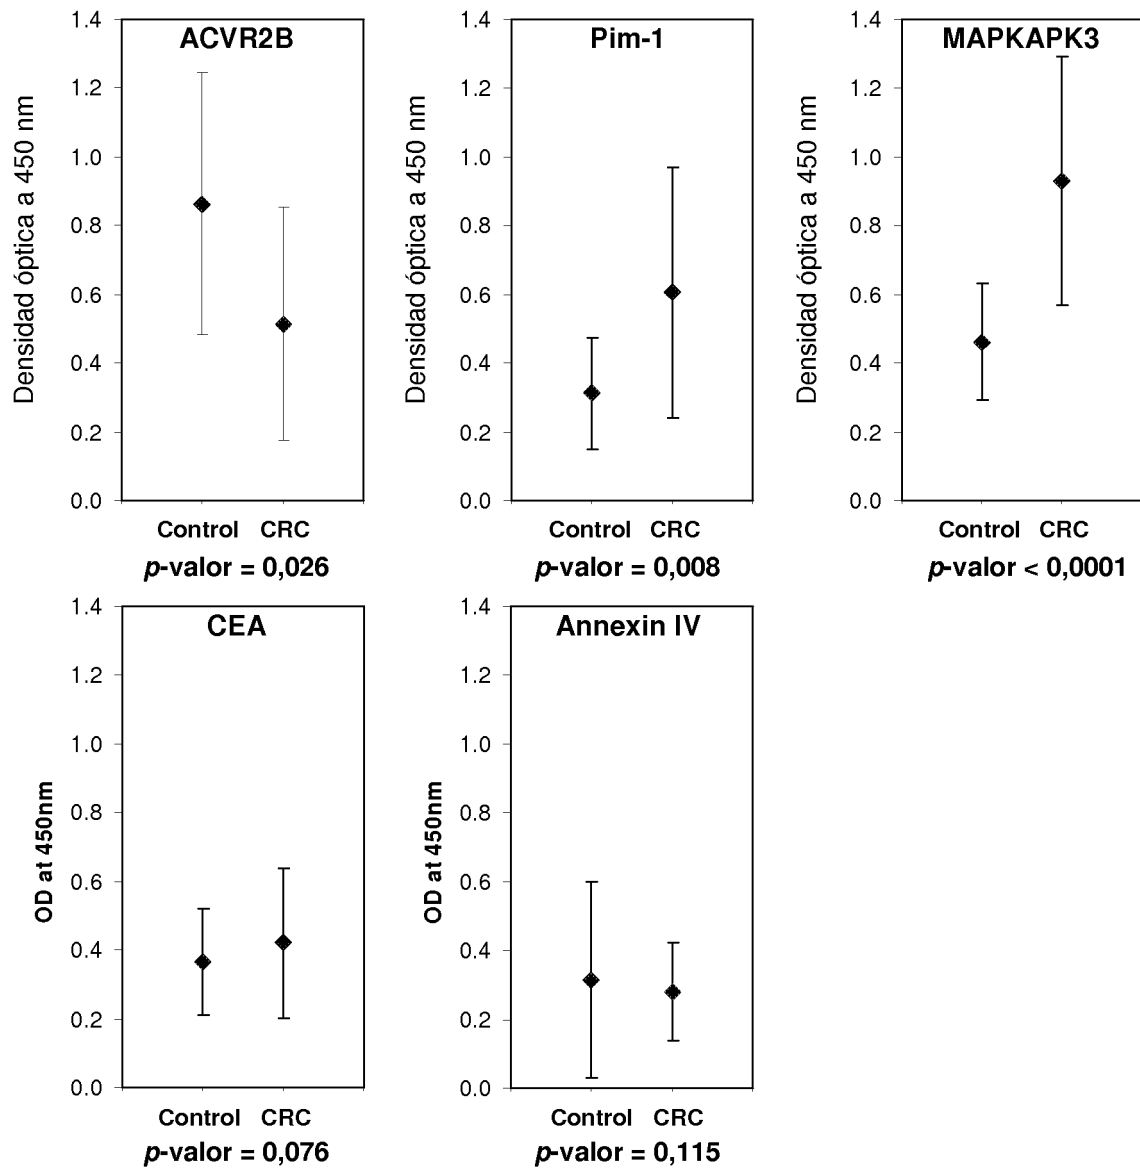 ACVR2B
Densidad óptica a 450 nm
1.4
1.2
1.0
0.8
0.6
0.4
0.2
0.0
Control CRC
p-valor = 0,026
Pim-1
Densidad óptica a 450 nm
1.4
1.2
1.0
0.8
0.6
0.4
0.2
0.0
Control CRC
p-valor = 0,008
MAPKAPK3
Densidad óptica a 450 nm
1.4
1.2
1.0
0.8
0.6
0.4
0.2
0.0
Control CRC
p-valor < 0,0001
CEA
OD at 450nm
1.4
1.2
1.0
0.8
0.6
0.4
0.2
0.0
Control CRC
p-valor = 0,076
Annexin IV
OD at 450nm
1.4
1.2
1.0
0.8
0.6
0.4
0.2
0.0
Control CRC
p-valor = 0,115